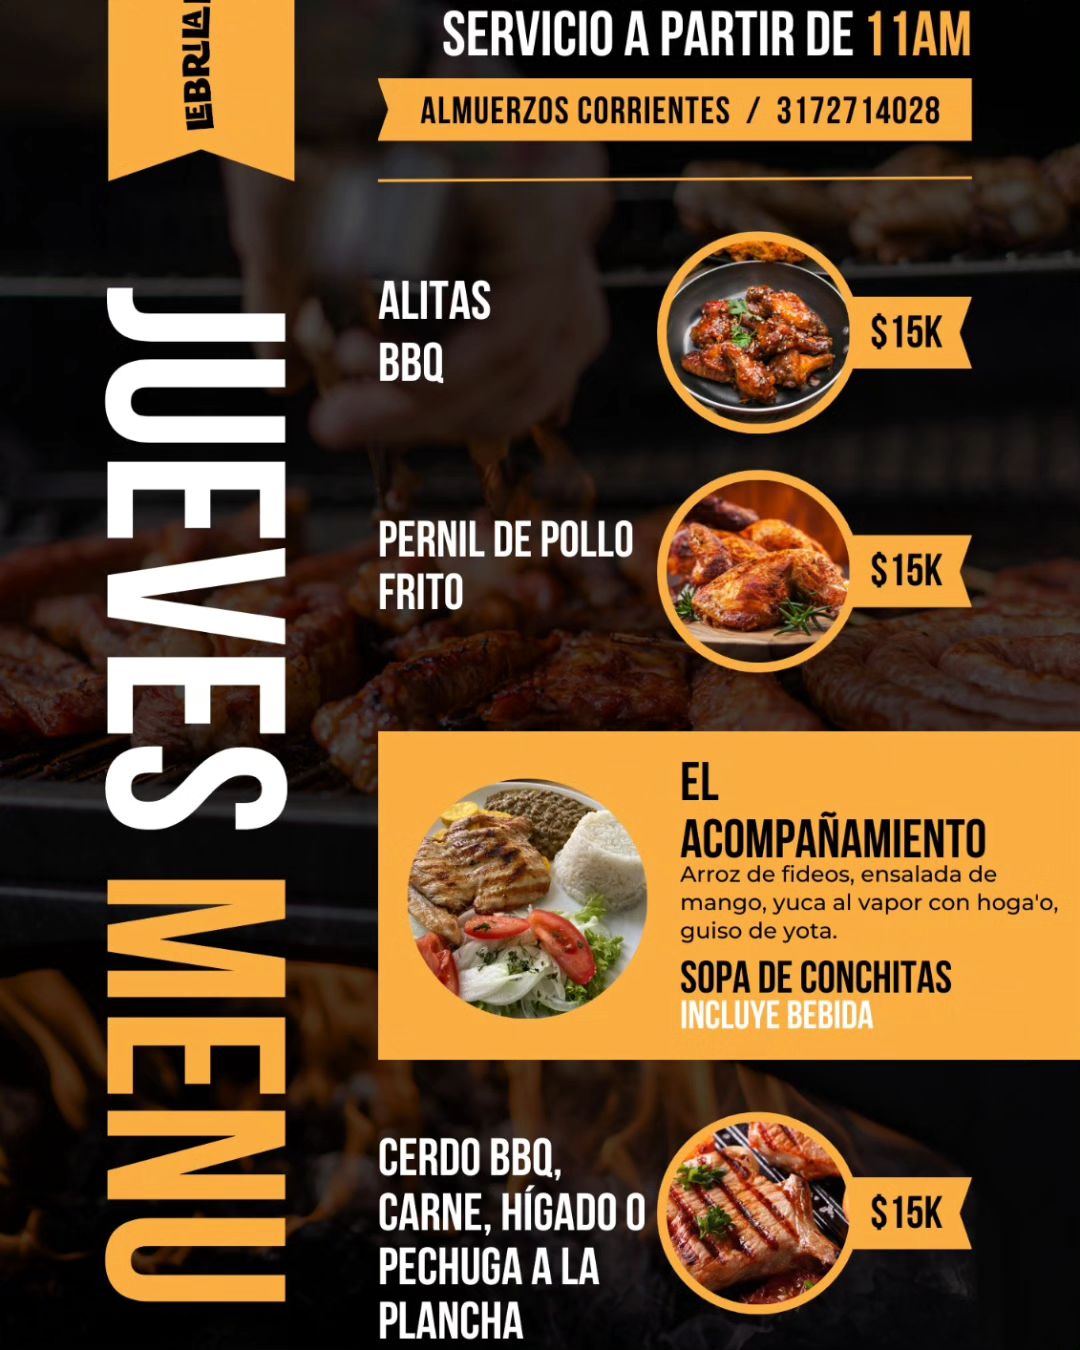 SERVICIO A PARTIR DE 11AM
ALMUERZOS CORRIENTES / 3172714028
JUEVES MENU
ALITAS
BBQ
$15K
PERNIL DE POLLO
FRITO
$15K
EL
ACOMPAÑAMIENTO
Arroz de fideos, ensalada de
mango, yuca al vapor con hoga'o,
guiso de yota.
SOPA DE CONCHITAS
INCLUYE BEBIDA
CERDO BBQ,
CARNE, HÍGADO O
PECHUGA A LA
PLANCHA
$15K